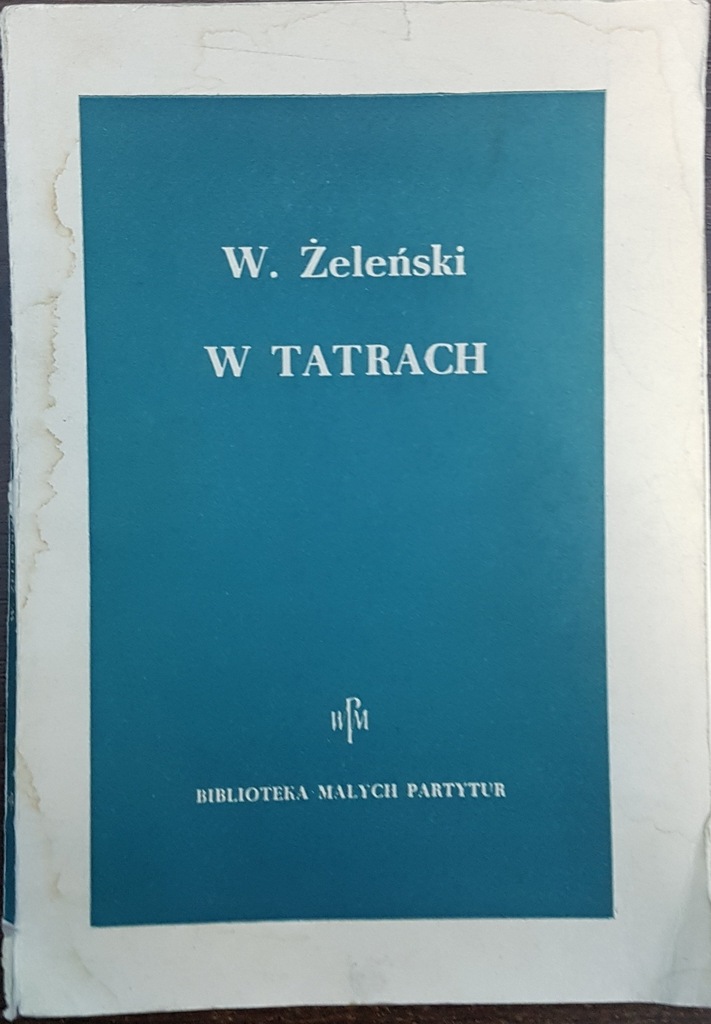 W. Żeleński
W TATRACH
BIBLIOTEKA MAŁYCH PARTYTUR